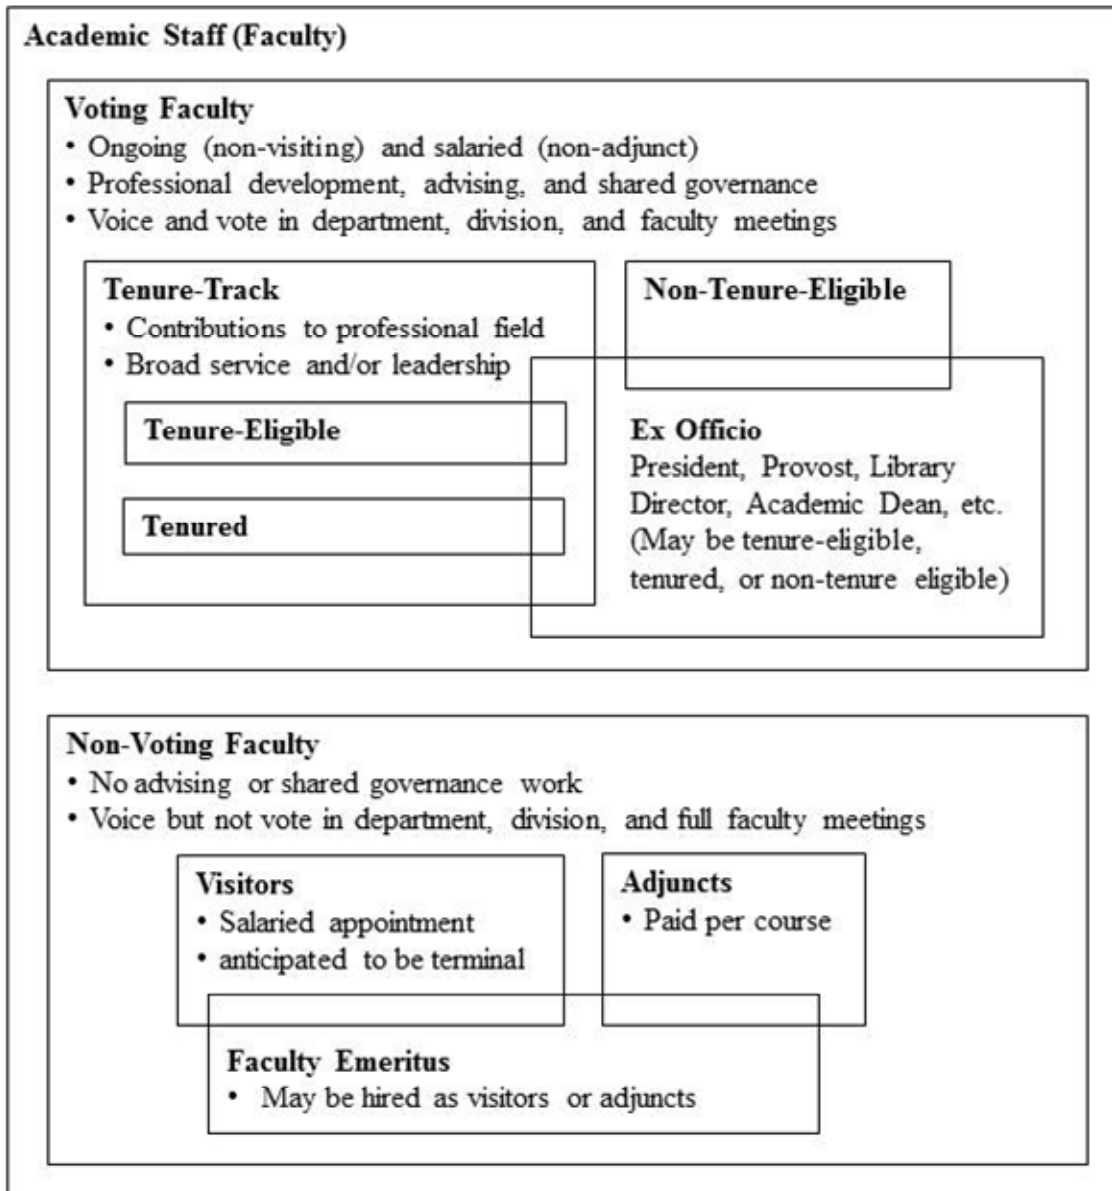 Academic Staff (Faculty)
Voting Faculty
• Ongoing (non-visiting) and salaried (non-adjunct)
• Professional development, advising, and shared governance
• Voice and vote in department, division, and faculty meetings
Tenure-Track
• Contributions to professional field
• Broad service and/or leadership
Tenure-Eligible
Tenured
Non-Tenure-Eligible
Ex Officio
President, Provost, Library
Director, Academic Dean, etc.
(May be tenure-eligible,
tenured, or non-tenure eligible)
Non-Voting Faculty
• No advising or shared governance work
• Voice but not vote in department, division, and full faculty meetings
Visitors
• Salaried appointment
• anticipated to be terminal
Adjuncts
• Paid per course
Faculty Emeritus
• May be hired as visitors or adjuncts